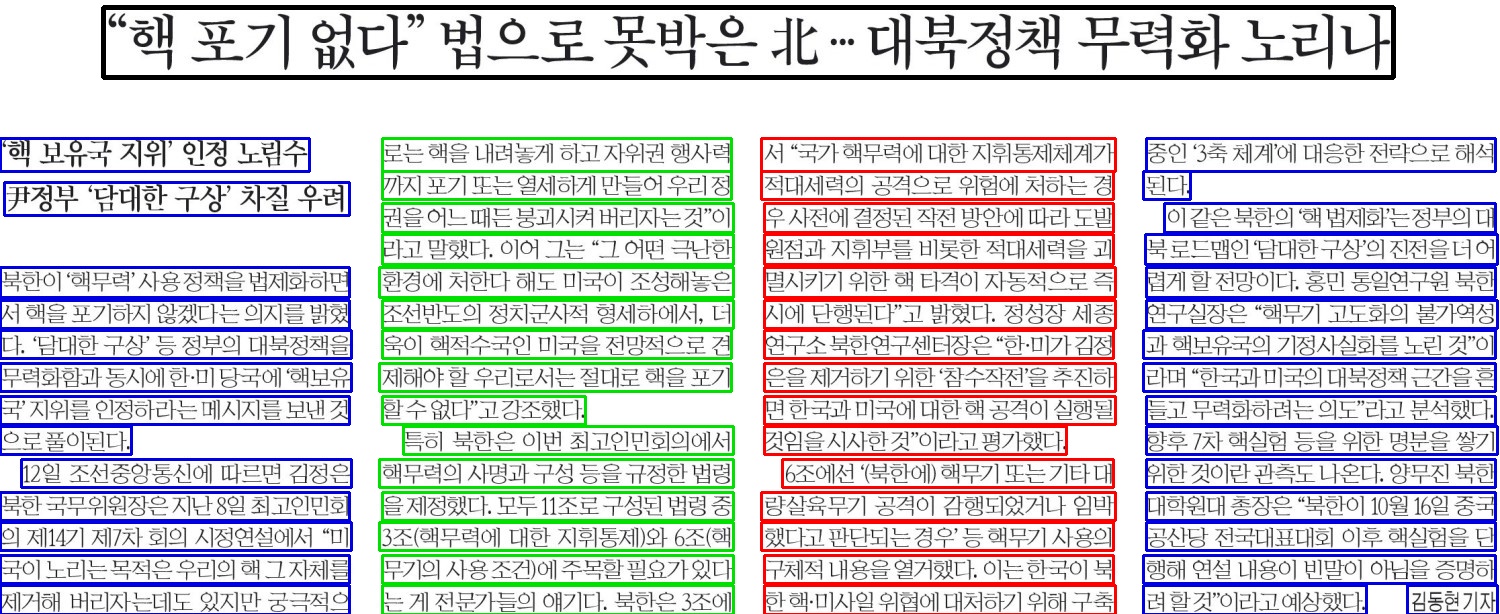 “핵 포기 없다” 법으로 못박은 北 … 대북정책 무력화 노리나
‘핵 보유국 지위’ 인정 노림수
尹정부 ‘담대한 구상’ 차질 우려
북한이 ‘핵무력’ 사용 정책을 법제화하면
서 핵을 포기하지 않겠다는 의지를 밝혔
다. ‘담대한 구상’ 등 정부의 대북정책을
무력화함과 동시에 한·미 당국에 ‘핵보유
국’ 지위를 인정하라는 메시지를 보낸 것
으로 풀이된다.
12일 조선중앙통신에 따르면 김정은
북한 국무위원장은 지난 8일 최고인민회
의 제14기 제7차 회의 시정연설에서 “미
국이 노리는 목적은 우리의 핵 그 자체를
제거해 버리자는데도 있지만 궁극적으
로는 핵을 내려놓게 하고 자위권 행사력
까지 포기 또는 열세하게 만들어 우리 정
권을 어느 때든 붕괴시켜 버리자는 것”이
라고 말했다. 이어 그는 “그 어떤 극난한
환경에 처한다 해도 미국이 조성해놓은
조선반도의 정치군사적 형세하에서, 더
욱이 핵적수국인 미국을 전망적으로 견
제해야 할 우리로서는 절대로 핵을 포기
할 수 없다”고 강조했다.
특히 북한은 이번 최고인민회의에서
핵무력의 사명과 구성 등을 규정한 법령
을 제정했다. 모두 11조로 구성된 법령 중
3조(핵무력에 대한 지휘통제)와 6조(핵
무기의 사용 조건)에 주목할 필요가 있다
는 게 전문가들의 얘기다. 북한은 3조에
서 “국가 핵무력에 대한 지휘통제체계가
적대세력의 공격으로 위험에 처하는 경
우 사전에 결정된 작전 방안에 따라 도발
원점과 지휘부를 비롯한 적대세력을 괴
멸시키기 위한 핵 타격이 자동적으로 즉
시에 단행된다”고 밝혔다. 정성장 세종
연구소 북한연구센터장은 “한·미가 김정
은을 제거하기 위한 ‘참수작전’을 추진하
면 한국과 미국에 대한 핵 공격이 실행될
것임을 시사한 것”이라고 평가했다.
6조에선 ‘(북한에) 핵무기 또는 기타 대
량살육무기 공격이 감행되었거나 임박
했다고 판단되는 경우’ 등 핵무기 사용의
구체적 내용을 열거했다. 이는 한국이 북
한 핵·미사일 위협에 대처하기 위해 구축
중인 ‘3축 체계’에 대응한 전략으로 해석
된다.
이 같은 북한의 ‘핵 법제화’는 정부의 대
북 로드맵인 ‘담대한 구상’의 진전을 더 어
렵게 할 전망이다. 홍민 통일연구원 북한
연구실장은 “핵무기 고도화의 불가역성
과 핵보유국의 기정사실화를 노린 것”이
라며 “한국과 미국의 대북정책 근간을 흔
들고 무력화하려는 의도”라고 분석했다.
향후 7차 핵실험 등을 위한 명분을 쌓기
위한 것이란 관측도 나온다. 양무진 북한
대학원대 총장은 “북한이 10월 16일 중국
공산당 전국대표대회 이후 핵실험을 단
행해 연설 내용이 빈말이 아님을 증명하
려 할 것”이라고 예상했다. 김동현 기자